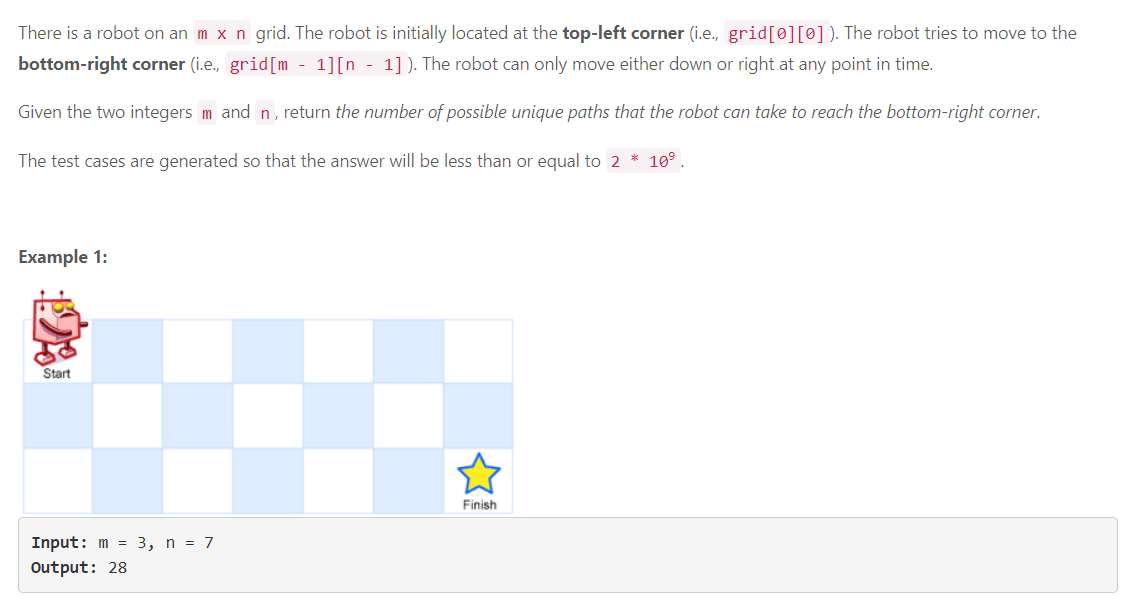 There is a robot on an m x n grid. The robot is initially located at the top-left corner (i.e., grid[0][0]). The robot tries to move to the
bottom-right corner (i.e., grid[m - 1][n - 1]). The robot can only move either down or right at any point in time.
Given the two integers m and n, return the number of possible unique paths that the robot can take to reach the bottom-right corner.
The test cases are generated so that the answer will be less than or equal to 2 * 10⁹.
Example 1:
Start
Finish
Input: m = 3, n = 7
Output: 28